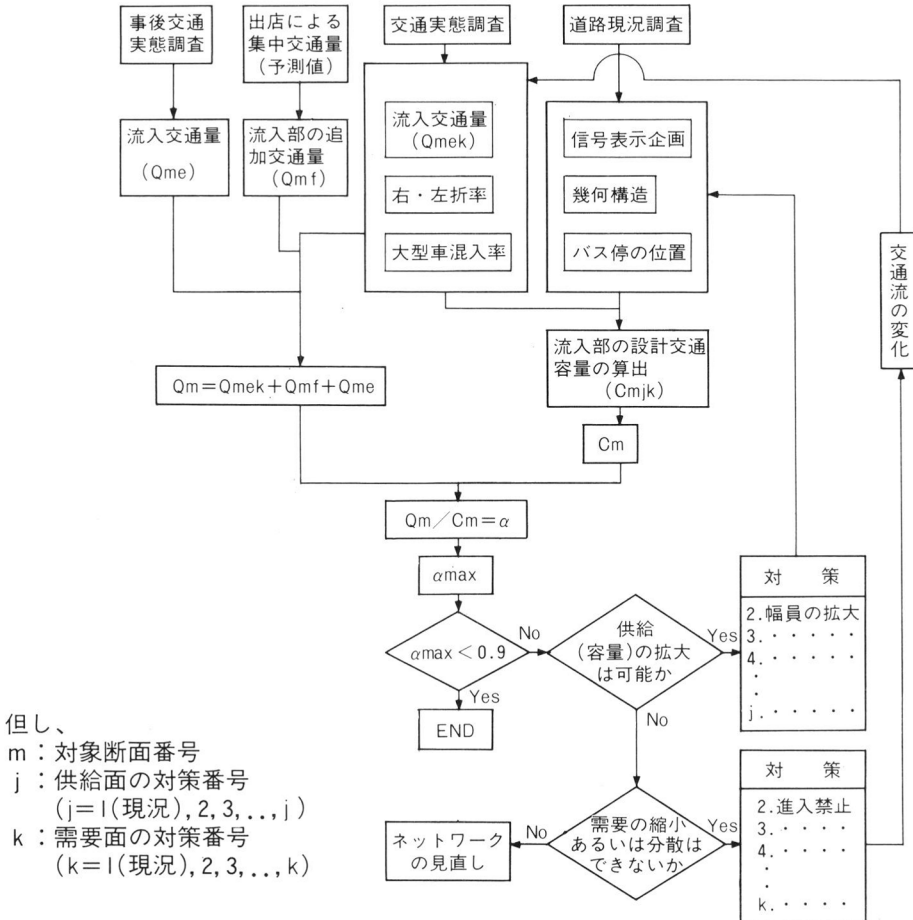 事後交通
実態調査
出店による
集中交通量
(予測値)
交通実態調査
道路現況調査
流入交通量
(Qme)
流入部の追
加交通量
(Qmf)
流入交通量
(Qmek)
右・左折率
大型車混入率
信号表示企画
幾何構造
バス停の位置
交通流の変化
Qm=Qmek+Qmf+Qme
流入部の設計交通
容量の算出
(Cmjk)
Cm
Qm/Cm=α
αmax
αmax<0.9
No
Yes
END
供給
(容量)の拡大
は可能か
Yes
No
対 策
2.幅員の拡大
3.・・・・・
4.・・・・・
・
・
j.・・・・・
需要の縮小
あるいは分散は
できないか
No
Yes
ネットワーク
の見直し
対 策
2.進入禁止
3.・・・・
4.・・・・
・
・
k.・・・・
但し、
m:対象断面番号
j:供給面の対策番号
(j=1(現況),2,3,..,j)
k:需要面の対策番号
(k=1(現況),2,3,..,k)